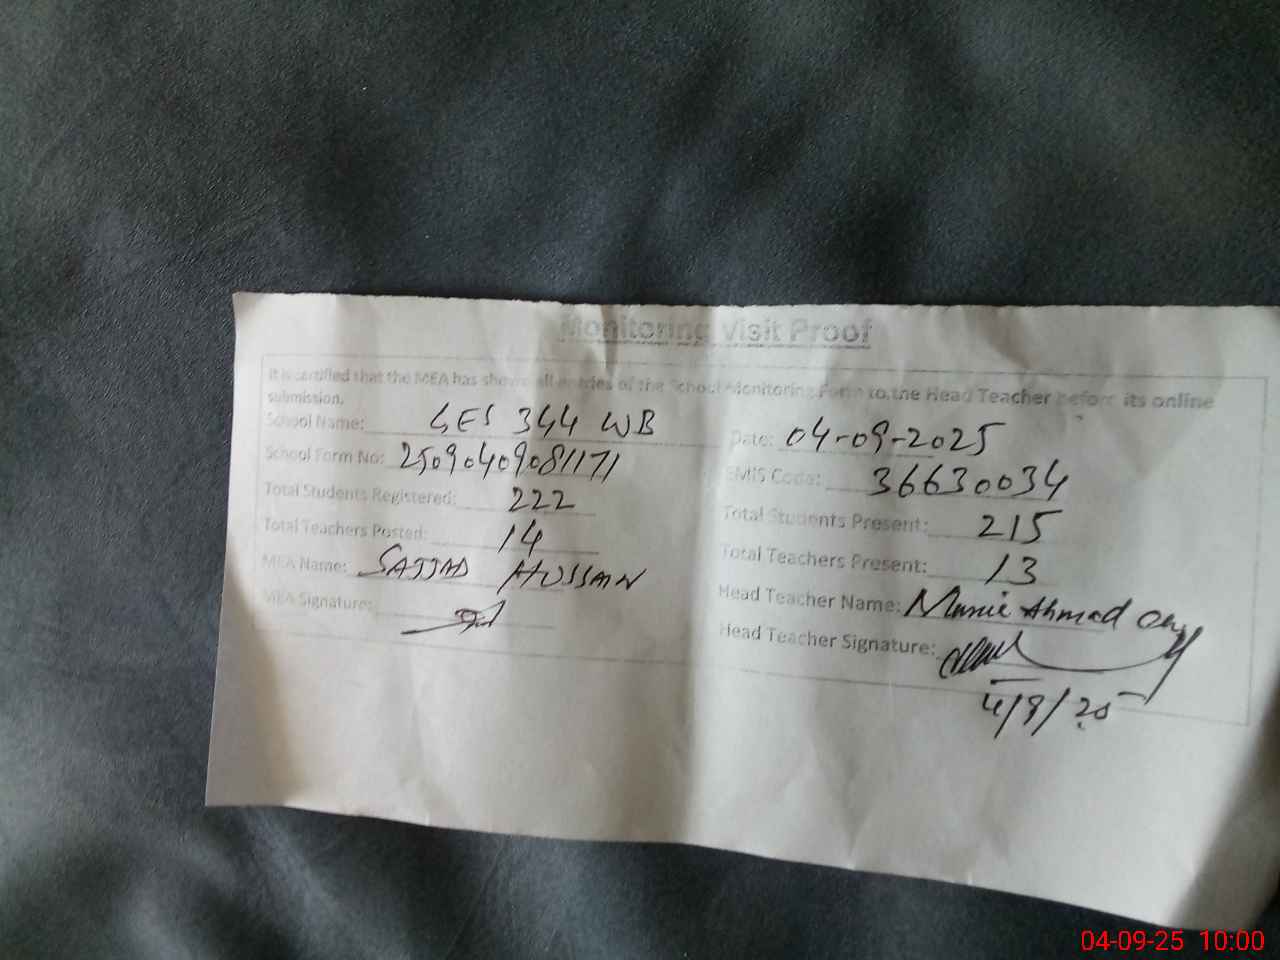 Monitoring Visit Proof
It is certified that the MEA has shown all entries of the School Monitoring Form to the Head Teacher before its online
submission.
School Name: GES 344 WB
Date: 04-09-2025
School Form No: 25090409081171
EMIS Code: 36630034
Total Students Registered: 222
Total Students Present: 215
Total Teachers Posted: 14
Total Teachers Present: 13
MEA Name: SAJJAD HUSSAIN
Head Teacher Name: Munir Ahmad
MEA Signature:
Head Teacher Signature:
4/9/25
04-09-25 10:00